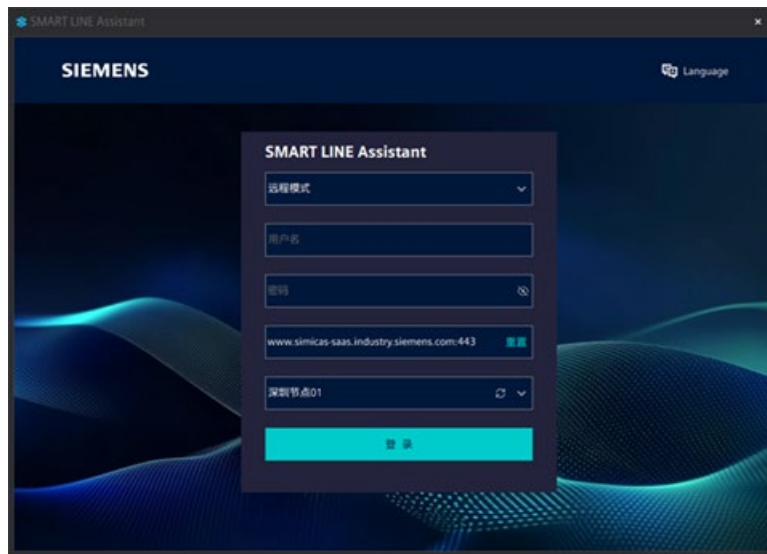 SMART LINE Assistant
SIEMENS
Language
SMART LINE Assistant
远程模式
用户名
密码
www.simicas-saas.industry.siemens.com:443 重置
深圳节点01
登 录